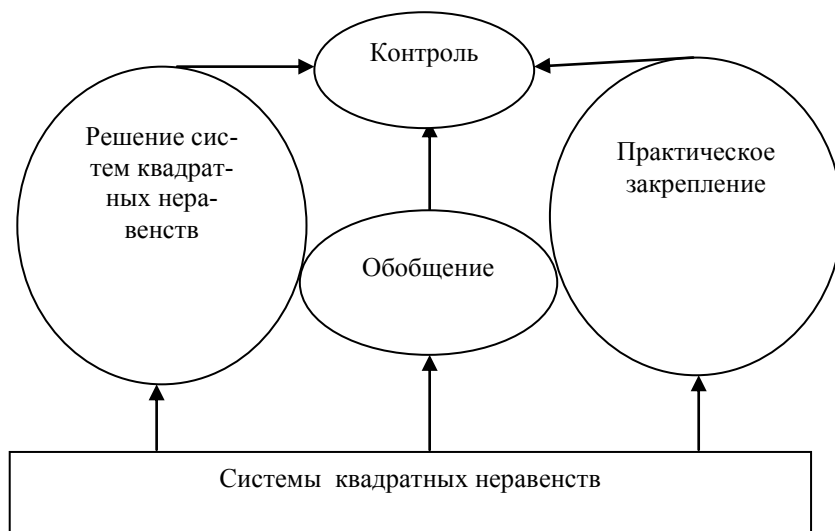 Контроль
Решение сис-
тем квадрат-
ных нера-
венств
Практическое
закрепление
Обобщение
Системы квадратных неравенств